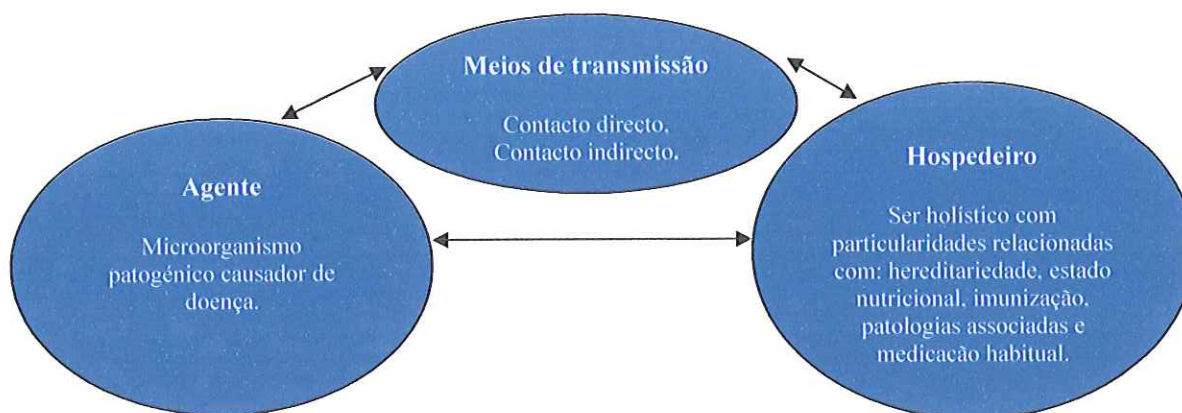 Meios de transmissão
Contacto directo.
Contacto indirecto.
Agente
Microorganismo
patogénico causador de
doença.
Hospedeiro
Ser holístico com
particularidades relacionadas
com: hereditariedade, estado
nutricional, imunização,
patologias associadas e
medicação habitual.